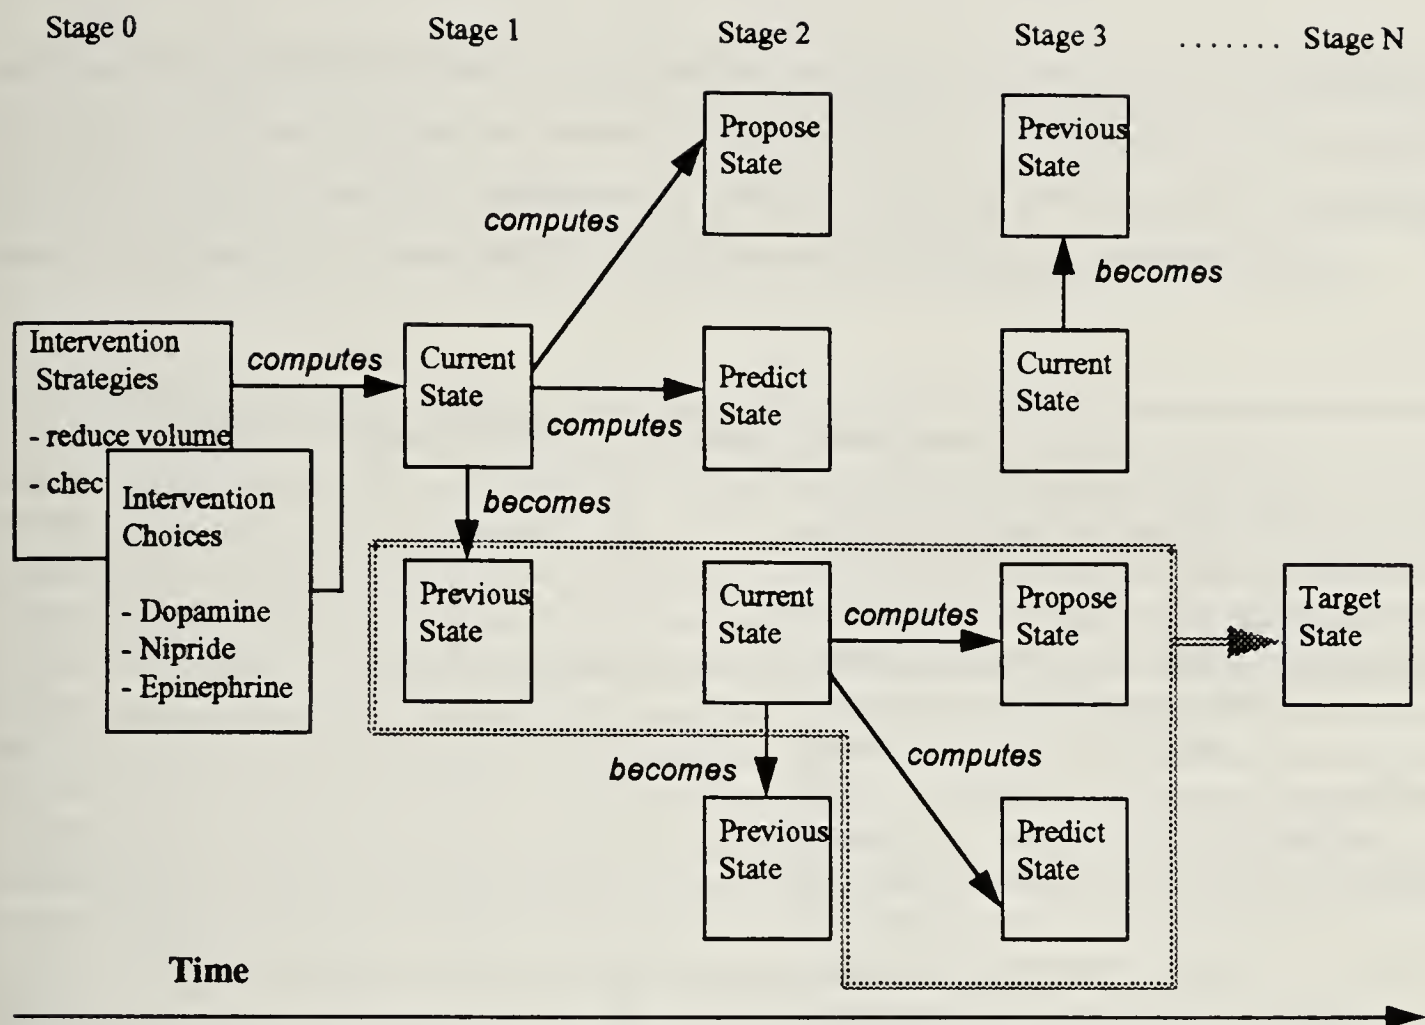 Stage 0
Stage 1
Stage 2
Stage 3
.......
Stage N
Propose
State
Previous
State
computes
becomes
Intervention
Strategies
- reduce volume
- chec
computes
Current
State
computes
Predict
State
Current
State
Intervention
Choices
- Dopamine
- Nipride
- Epinephrine
becomes
Previous
State
Current
State
computes
Propose
State
Target
State
becomes
computes
Previous
State
Predict
State
Time